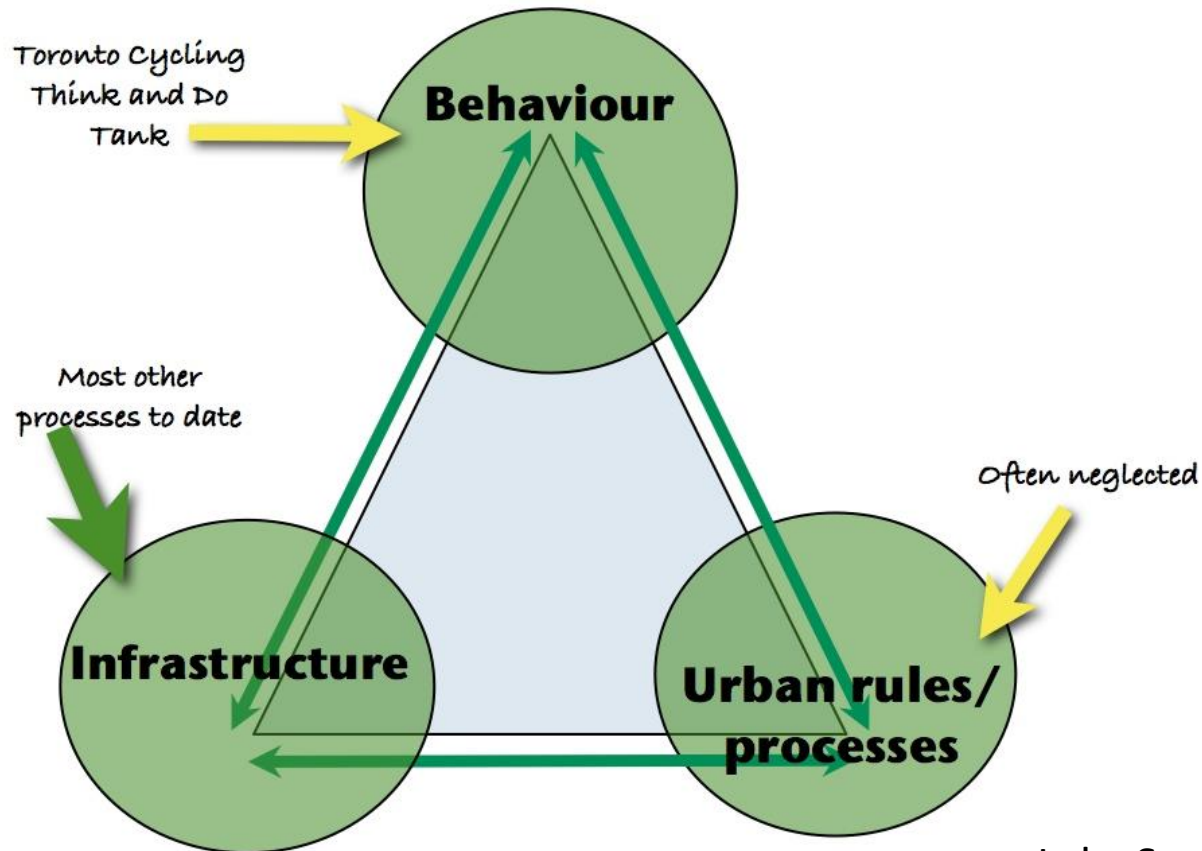 Toronto Cycling
Think and Do
Tank
Behaviour
Most other
processes to date
Often neglected
Infrastructure
Urban rules/
processes